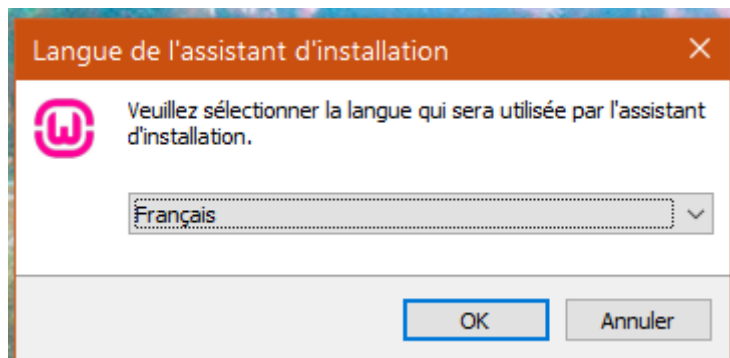 Langue de l'assistant d'installation
Veuillez sélectionner la langue qui sera utilisée par l'assistant
d'installation.
Français
OK Annuler